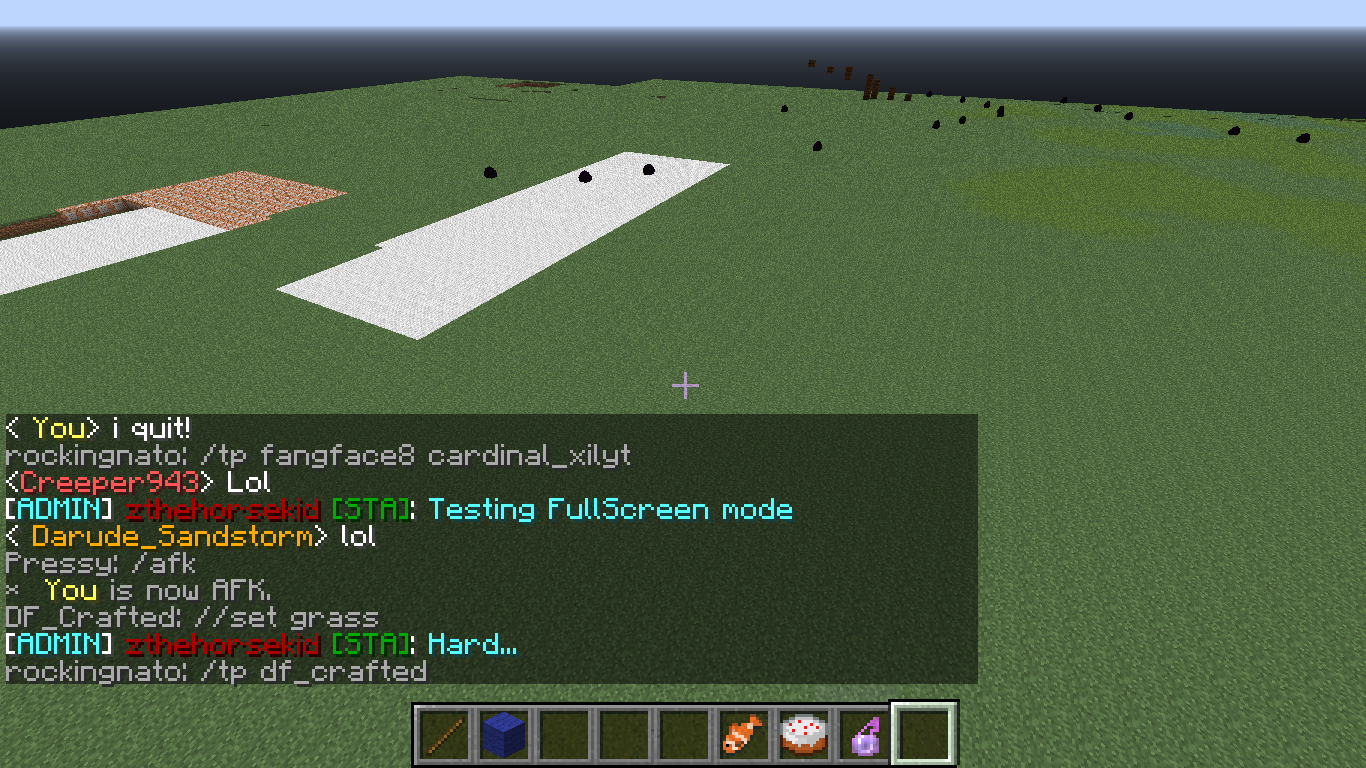 < You> i quit!
rockingnato: /tp fangface8 cardinal_xilyt
<Creeper943> Lol
[ADMIN] zthehorsekid [STA]: Testing FullScreen mode
< Darude_Sandstorm> lol
Pressy: /afk
× You is now AFK.
DF_Crafted: //set grass
[ADMIN] zthehorsekid [STA]: Hard...
rockingnato: /tp df_crafted